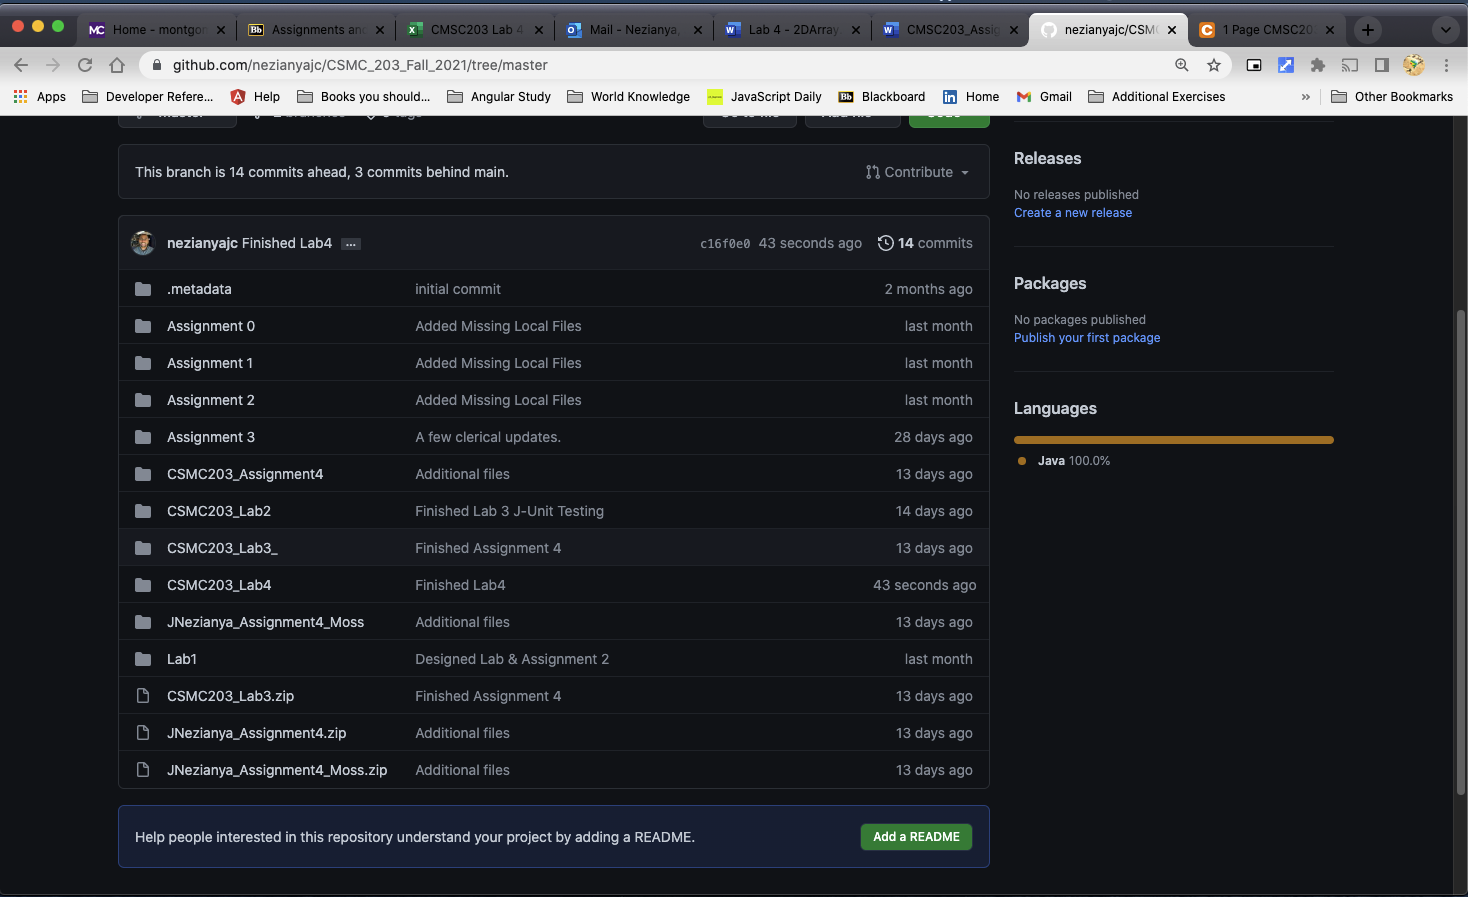 Home - montgor
Assignments and
CMSC203 Lab 4
Mail - Nezianya,
Lab 4 - 2DArray
CMSC203_Assig
nezianyajc/CSMC
1 Page CMSC20
github.com/nezianyajc/CSMC_203_Fall_2021/tree/master
Apps Developer Refere... Help Books you should... Angular Study World Knowledge JavaScript Daily Blackboard Home Gmail Additional Exercises » Other Bookmarks
This branch is 14 commits ahead, 3 commits behind main. Contribute
nezianyajc Finished Lab4 ... c16f0e0 43 seconds ago 14 commits
.metadata initial commit 2 months ago
Assignment 0 Added Missing Local Files last month
Assignment 1 Added Missing Local Files last month
Assignment 2 Added Missing Local Files last month
Assignment 3 A few clerical updates. 28 days ago
CSMC203_Assignment4 Additional files 13 days ago
CSMC203_Lab2 Finished Lab 3 J-Unit Testing 14 days ago
CSMC203_Lab3_ Finished Assignment 4 13 days ago
CSMC203_Lab4 Finished Lab4 43 seconds ago
JNezianya_Assignment4_Moss Additional files 13 days ago
Lab1 Designed Lab & Assignment 2 last month
CSMC203_Lab3.zip Finished Assignment 4 13 days ago
JNezianya_Assignment4.zip Additional files 13 days ago
JNezianya_Assignment4_Moss.zip Additional files 13 days ago
Help people interested in this repository understand your project by adding a README. Add a README
Releases
No releases published
Create a new release
Packages
No packages published
Publish your first package
Languages
Java 100.0%